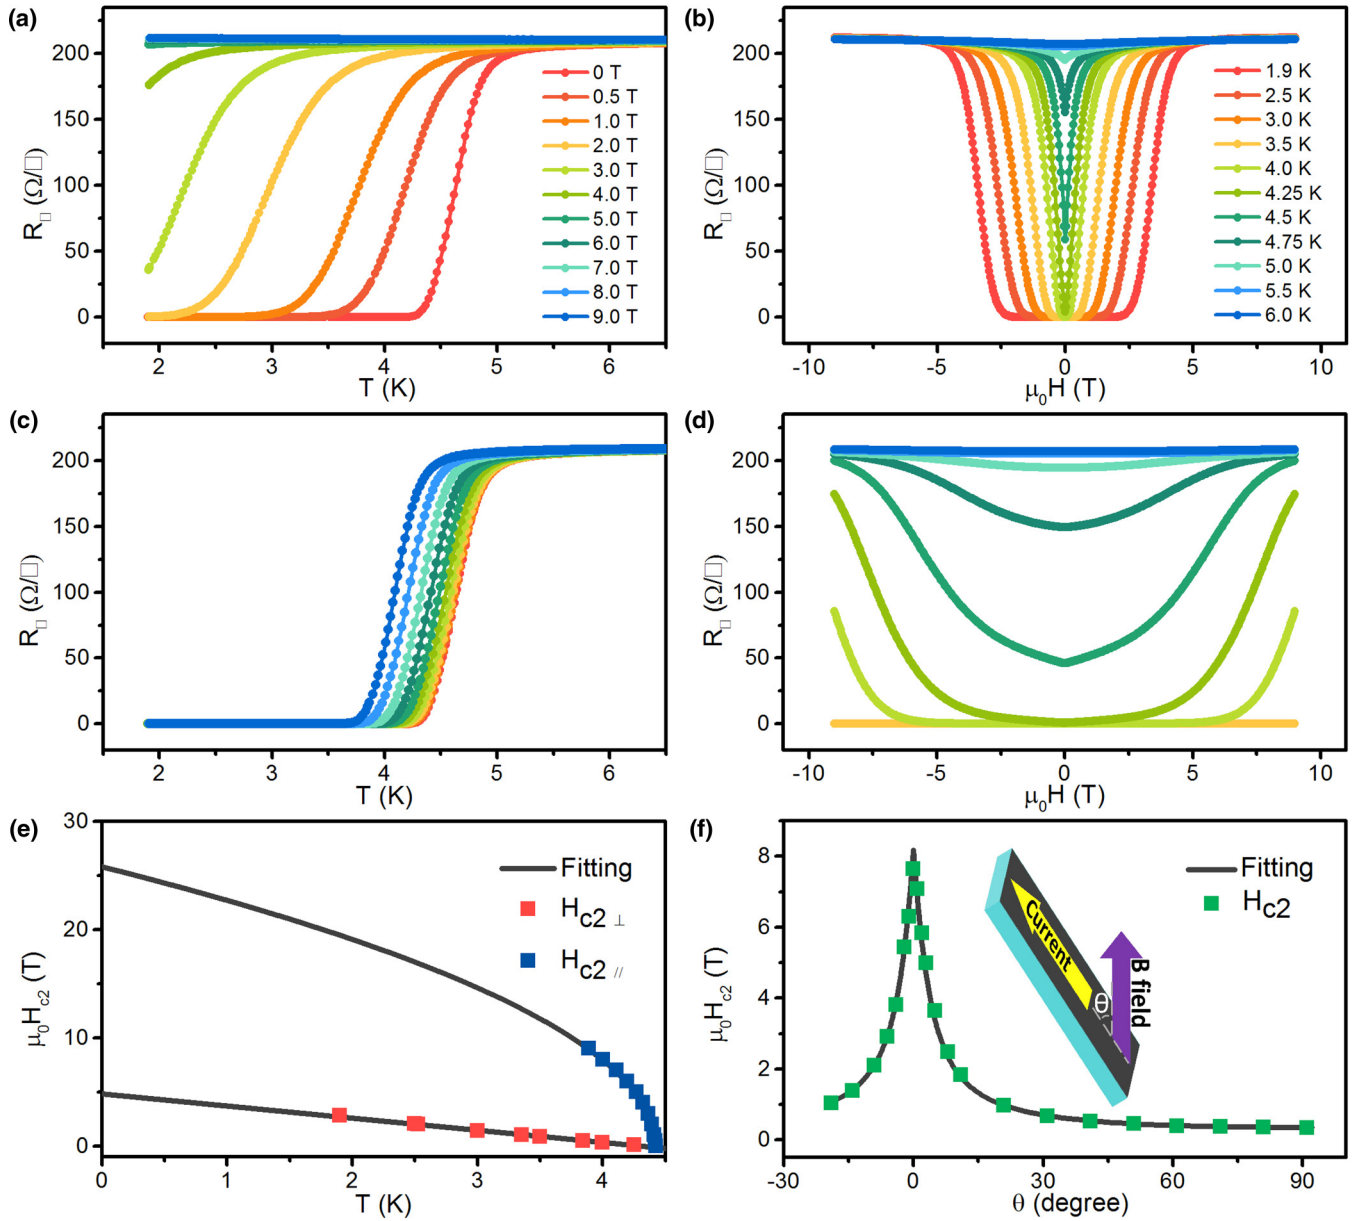 (a)
200
150
100
50
0
R□ (Ω/□)
2 3 4 5 6
T (K)
0 T
0.5 T
1.0 T
2.0 T
3.0 T
4.0 T
5.0 T
6.0 T
7.0 T
8.0 T
9.0 T
(b)
200
150
100
50
0
R□ (Ω/□)
-10 -5 0 5 10
μ₀H (T)
1.9 K
2.5 K
3.0 K
3.5 K
4.0 K
4.25 K
4.5 K
4.75 K
5.0 K
5.5 K
6.0 K
(c)
200
150
100
50
0
R□ (Ω/□)
2 3 4 5 6
T (K)
(d)
200
150
100
50
0
R□ (Ω/□)
-10 -5 0 5 10
μ₀H (T)
(e)
30
20
10
0
μ₀Hc2 (T)
0 1 2 3 4
T (K)
Fitting
Hc2 ⊥
Hc2 //
(f)
8
6
4
2
0
μ₀Hc2 (T)
-30 0 30 60 90
θ (degree)
Fitting
Hc2
Current
θ
B field